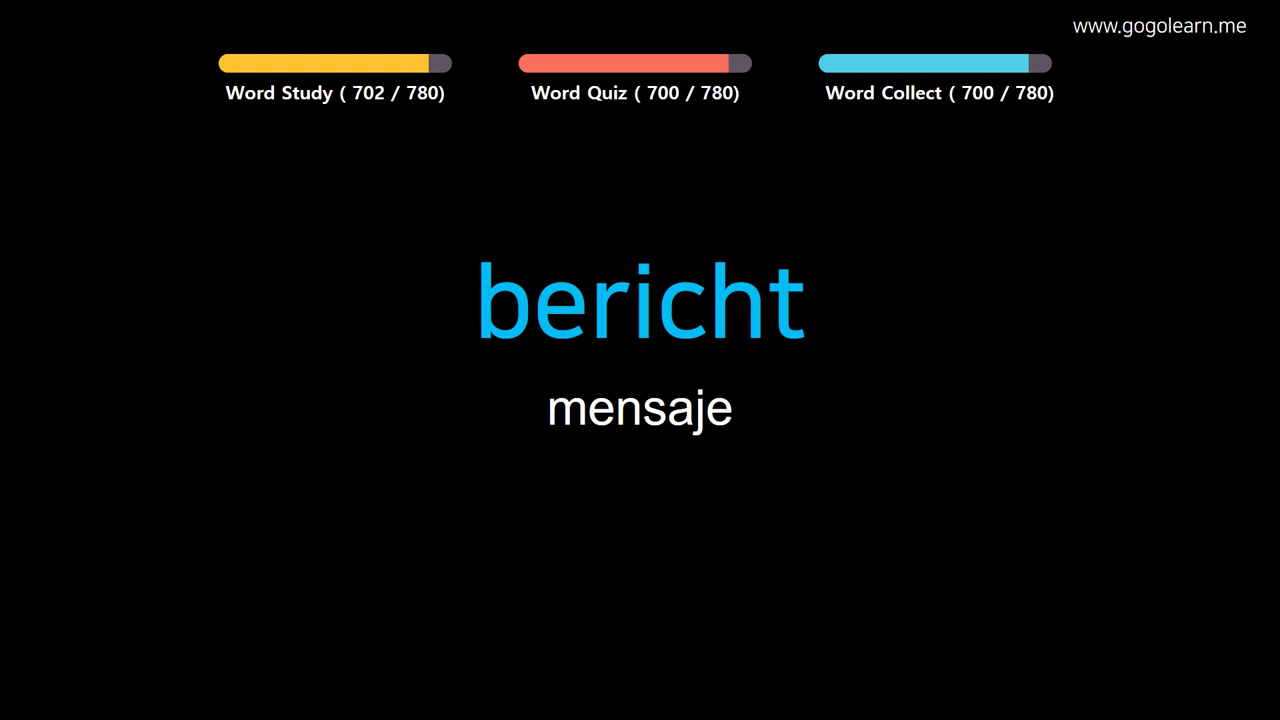 www.gogolearn.me
Word Study ( 702 / 780)
Word Quiz ( 700 / 780)
Word Collect ( 700 / 780)
bericht
mensaje